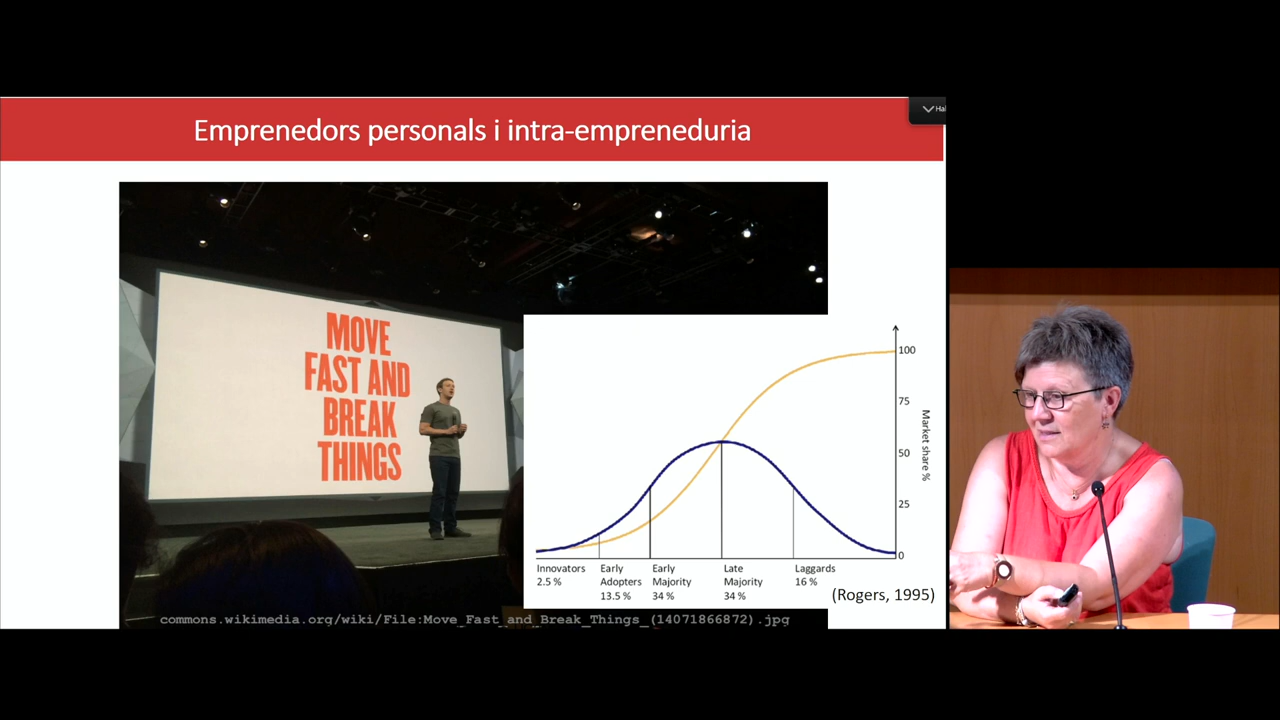 Emprenedors personals i intra-empreneduria
MOVE
FAST AND
BREAK
THINGS
100
75
50
25
0
Market share %
Innovators
2.5 %
Early
Adopters
13.5 %
Early
Majority
34 %
Late
Majority
34 %
Laggards
16 %
(Rogers, 1995)
commons.wikimedia.org/wiki/File:Move_Fast_and_Break_Things_(14071866872).jpg